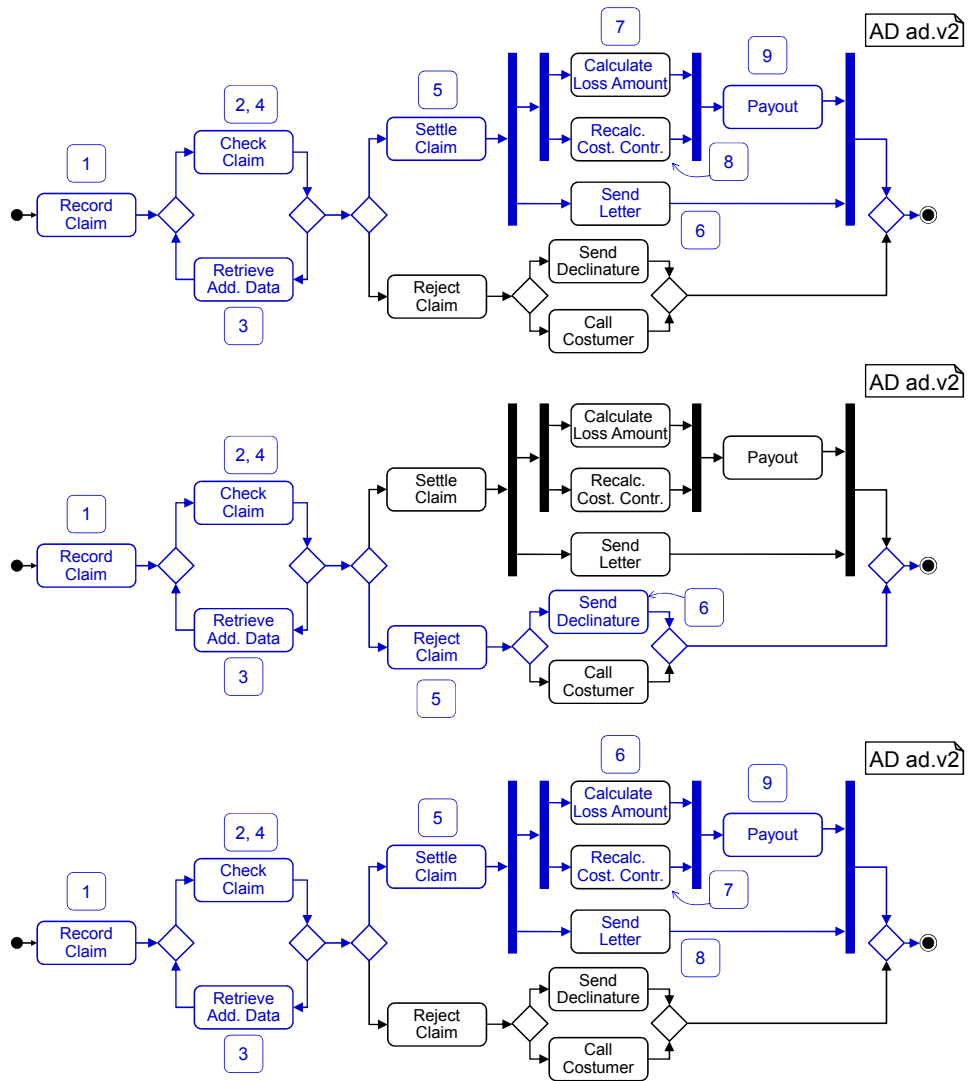 AD ad.v2
7
9
Calculate
Loss Amount
5
2, 4
Payout
Check
Claim
Settle
Claim
Recalc.
Cost. Contr.
1
8
Record
Claim
Send
Letter
6
Send
Declinature
Retrieve
Add. Data
Reject
Claim
3
Call
Costumer
AD ad.v2
Calculate
Loss Amount
2, 4
Payout
Check
Claim
Settle
Claim
Recalc.
Cost. Contr.
1
Record
Claim
Send
Letter
Send
Declinature
6
Retrieve
Add. Data
Reject
Claim
3
5
Call
Costumer
AD ad.v2
6
9
Calculate
Loss Amount
5
2, 4
Payout
Check
Claim
Settle
Claim
Recalc.
Cost. Contr.
1
7
Record
Claim
Send
Letter
8
Send
Declinature
Retrieve
Add. Data
Reject
Claim
3
Call
Costumer